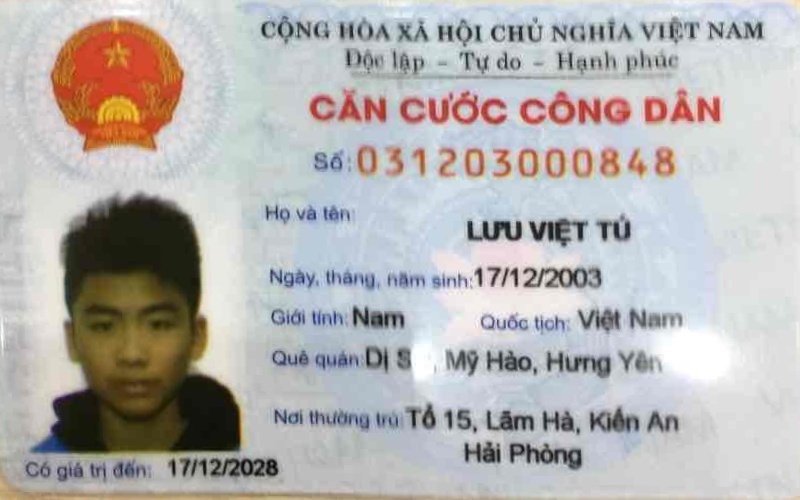 CỘNG HÒA XÃ HỘI CHỦ NGHĨA VIỆT NAM
Độc lập - Tự do - Hạnh phúc
CĂN CƯỚC CÔNG DÂN
Số: 031203000848
Họ và tên: LƯU VIỆT TÚ
Ngày, tháng, năm sinh: 17/12/2003
Giới tính: Nam Quốc tịch: Việt Nam
Quê quán: Dị , Mỹ Hào, Hưng Yên
Nơi thường trú: Tổ 15, Lãm Hà, Kiến An
Hải Phòng
Có giá trị đến: 17/12/2028